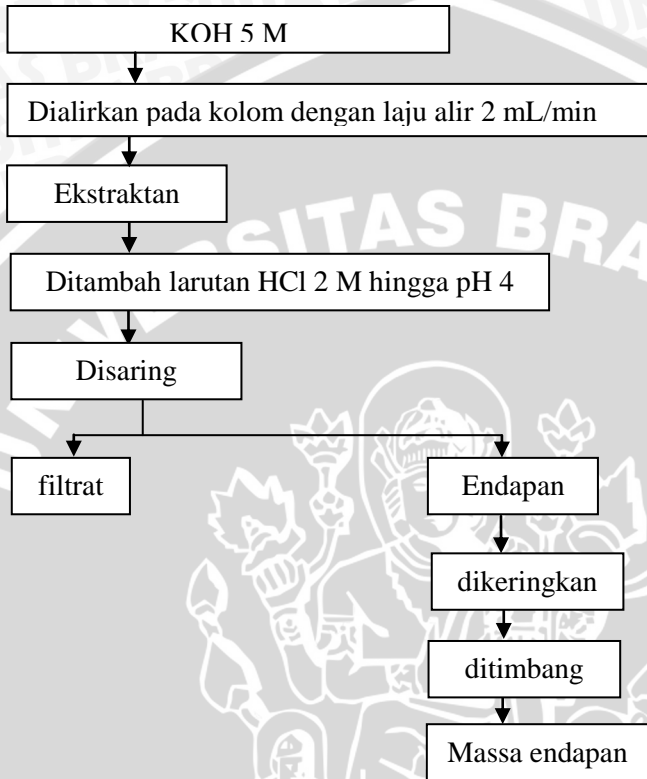 KOH 5 M
Dialirkan pada kolom dengan laju alir 2 mL/min
Ekstraktan
Ditambah larutan HCl 2 M hingga pH 4
Disaring
filtrat
Endapan
dikeringkan
ditimbang
Massa endapan